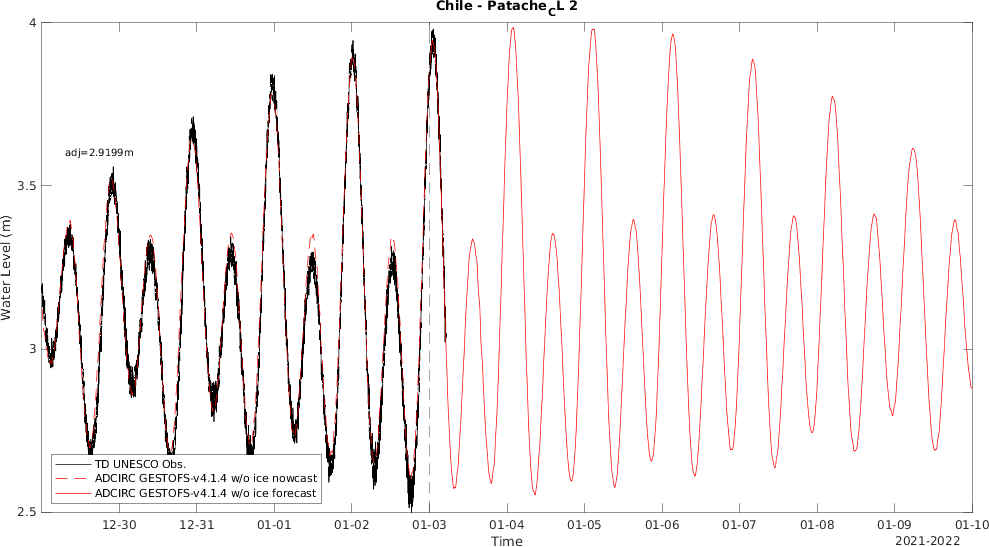 Chile - Patache_CL 2
4
adj=2.9199m
3.5
Water Level (m)
3
TD UNESCO Obs.
ADCIRC GESTOFS-v4.1.4 w/o ice nowcast
ADCIRC GESTOFS-v4.1.4 w/o ice forecast
2.5
12-30 12-31 01-01 01-02 01-03 01-04 01-05 01-06 01-07 01-08 01-09 01-10
Time
2021-2022